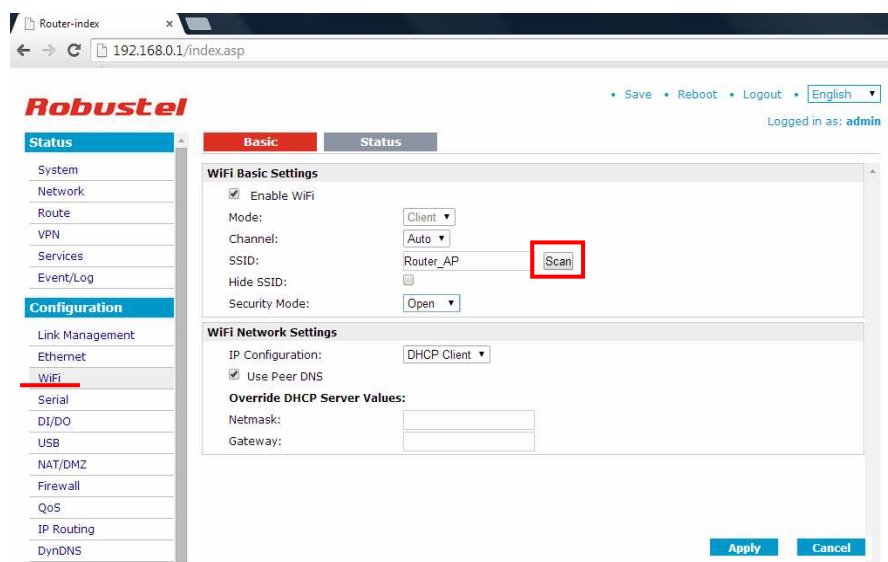 Router-index
192.168.0.1/index.asp
Robustel
• Save • Reboot • Logout • English
Logged in as: admin
Status
System
Network
Route
VPN
Services
Event/Log
Configuration
Link Management
Ethernet
WiFi
Serial
DI/DO
USB
NAT/DMZ
Firewall
QoS
IP Routing
DynDNS
Basic Status
WiFi Basic Settings
Enable WiFi
Mode: Client
Channel: Auto
SSID: Router_AP Scan
Hide SSID:
Security Mode: Open
WiFi Network Settings
IP Configuration: DHCP Client
Use Peer DNS
Override DHCP Server Values:
Netmask:
Gateway:
Apply Cancel